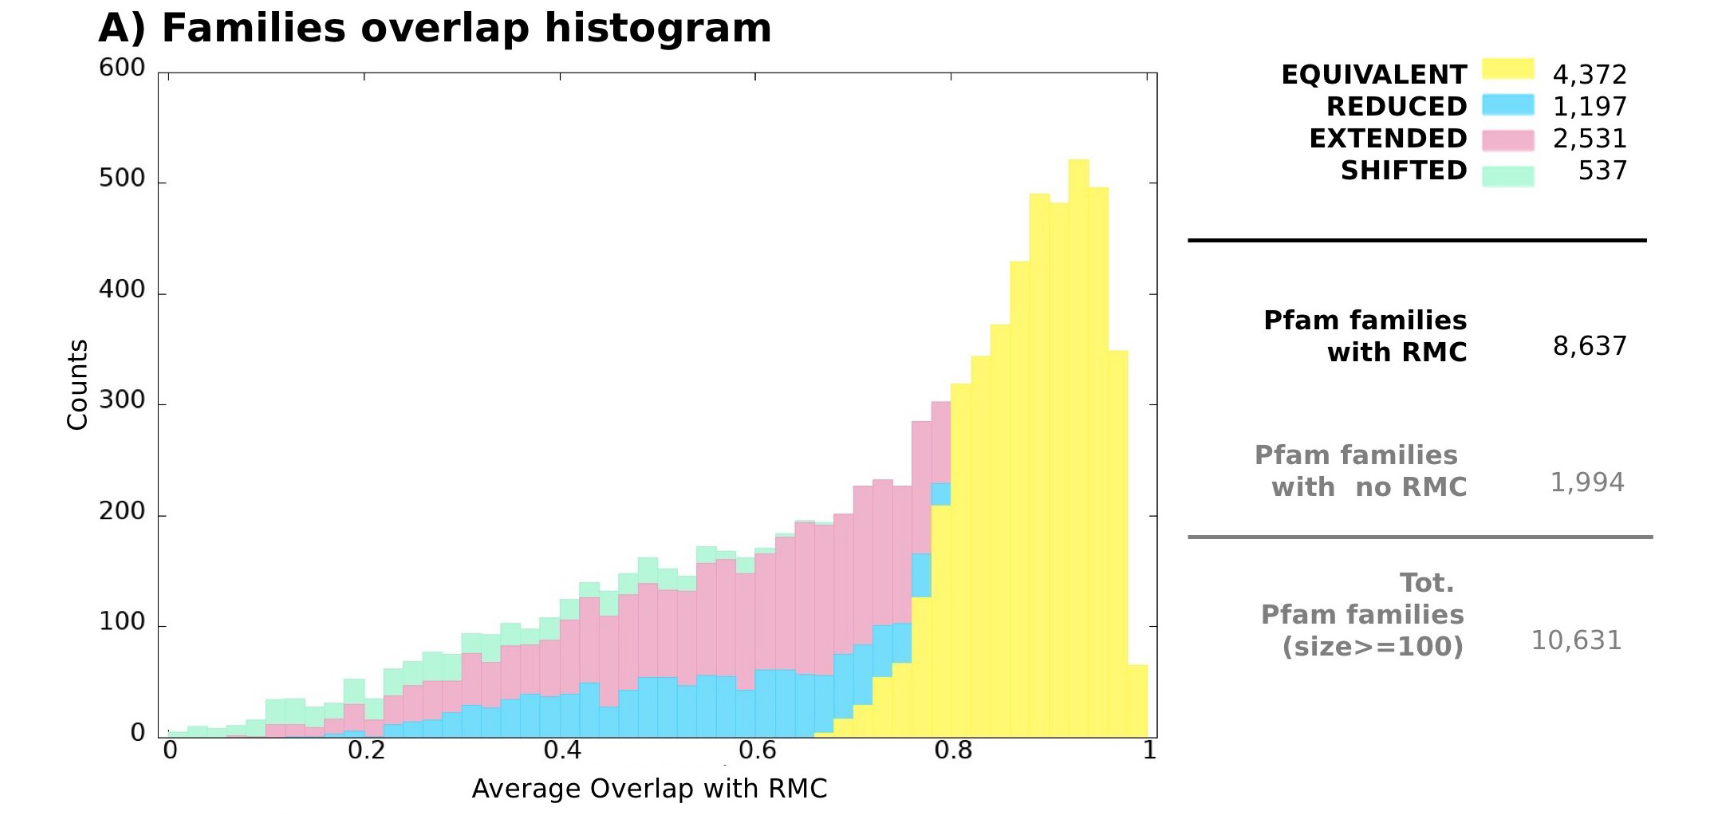 A) Families overlap histogram
600
500
400
300
200
100
0
Counts
0 0.2 0.4 0.6 0.8 1
Average Overlap with RMC
EQUIVALENT 4,372
REDUCED 1,197
EXTENDED 2,531
SHIFTED 537
Pfam families
with RMC 8,637
Pfam families
with no RMC 1,994
Tot.
Pfam families
(size>=100) 10,631